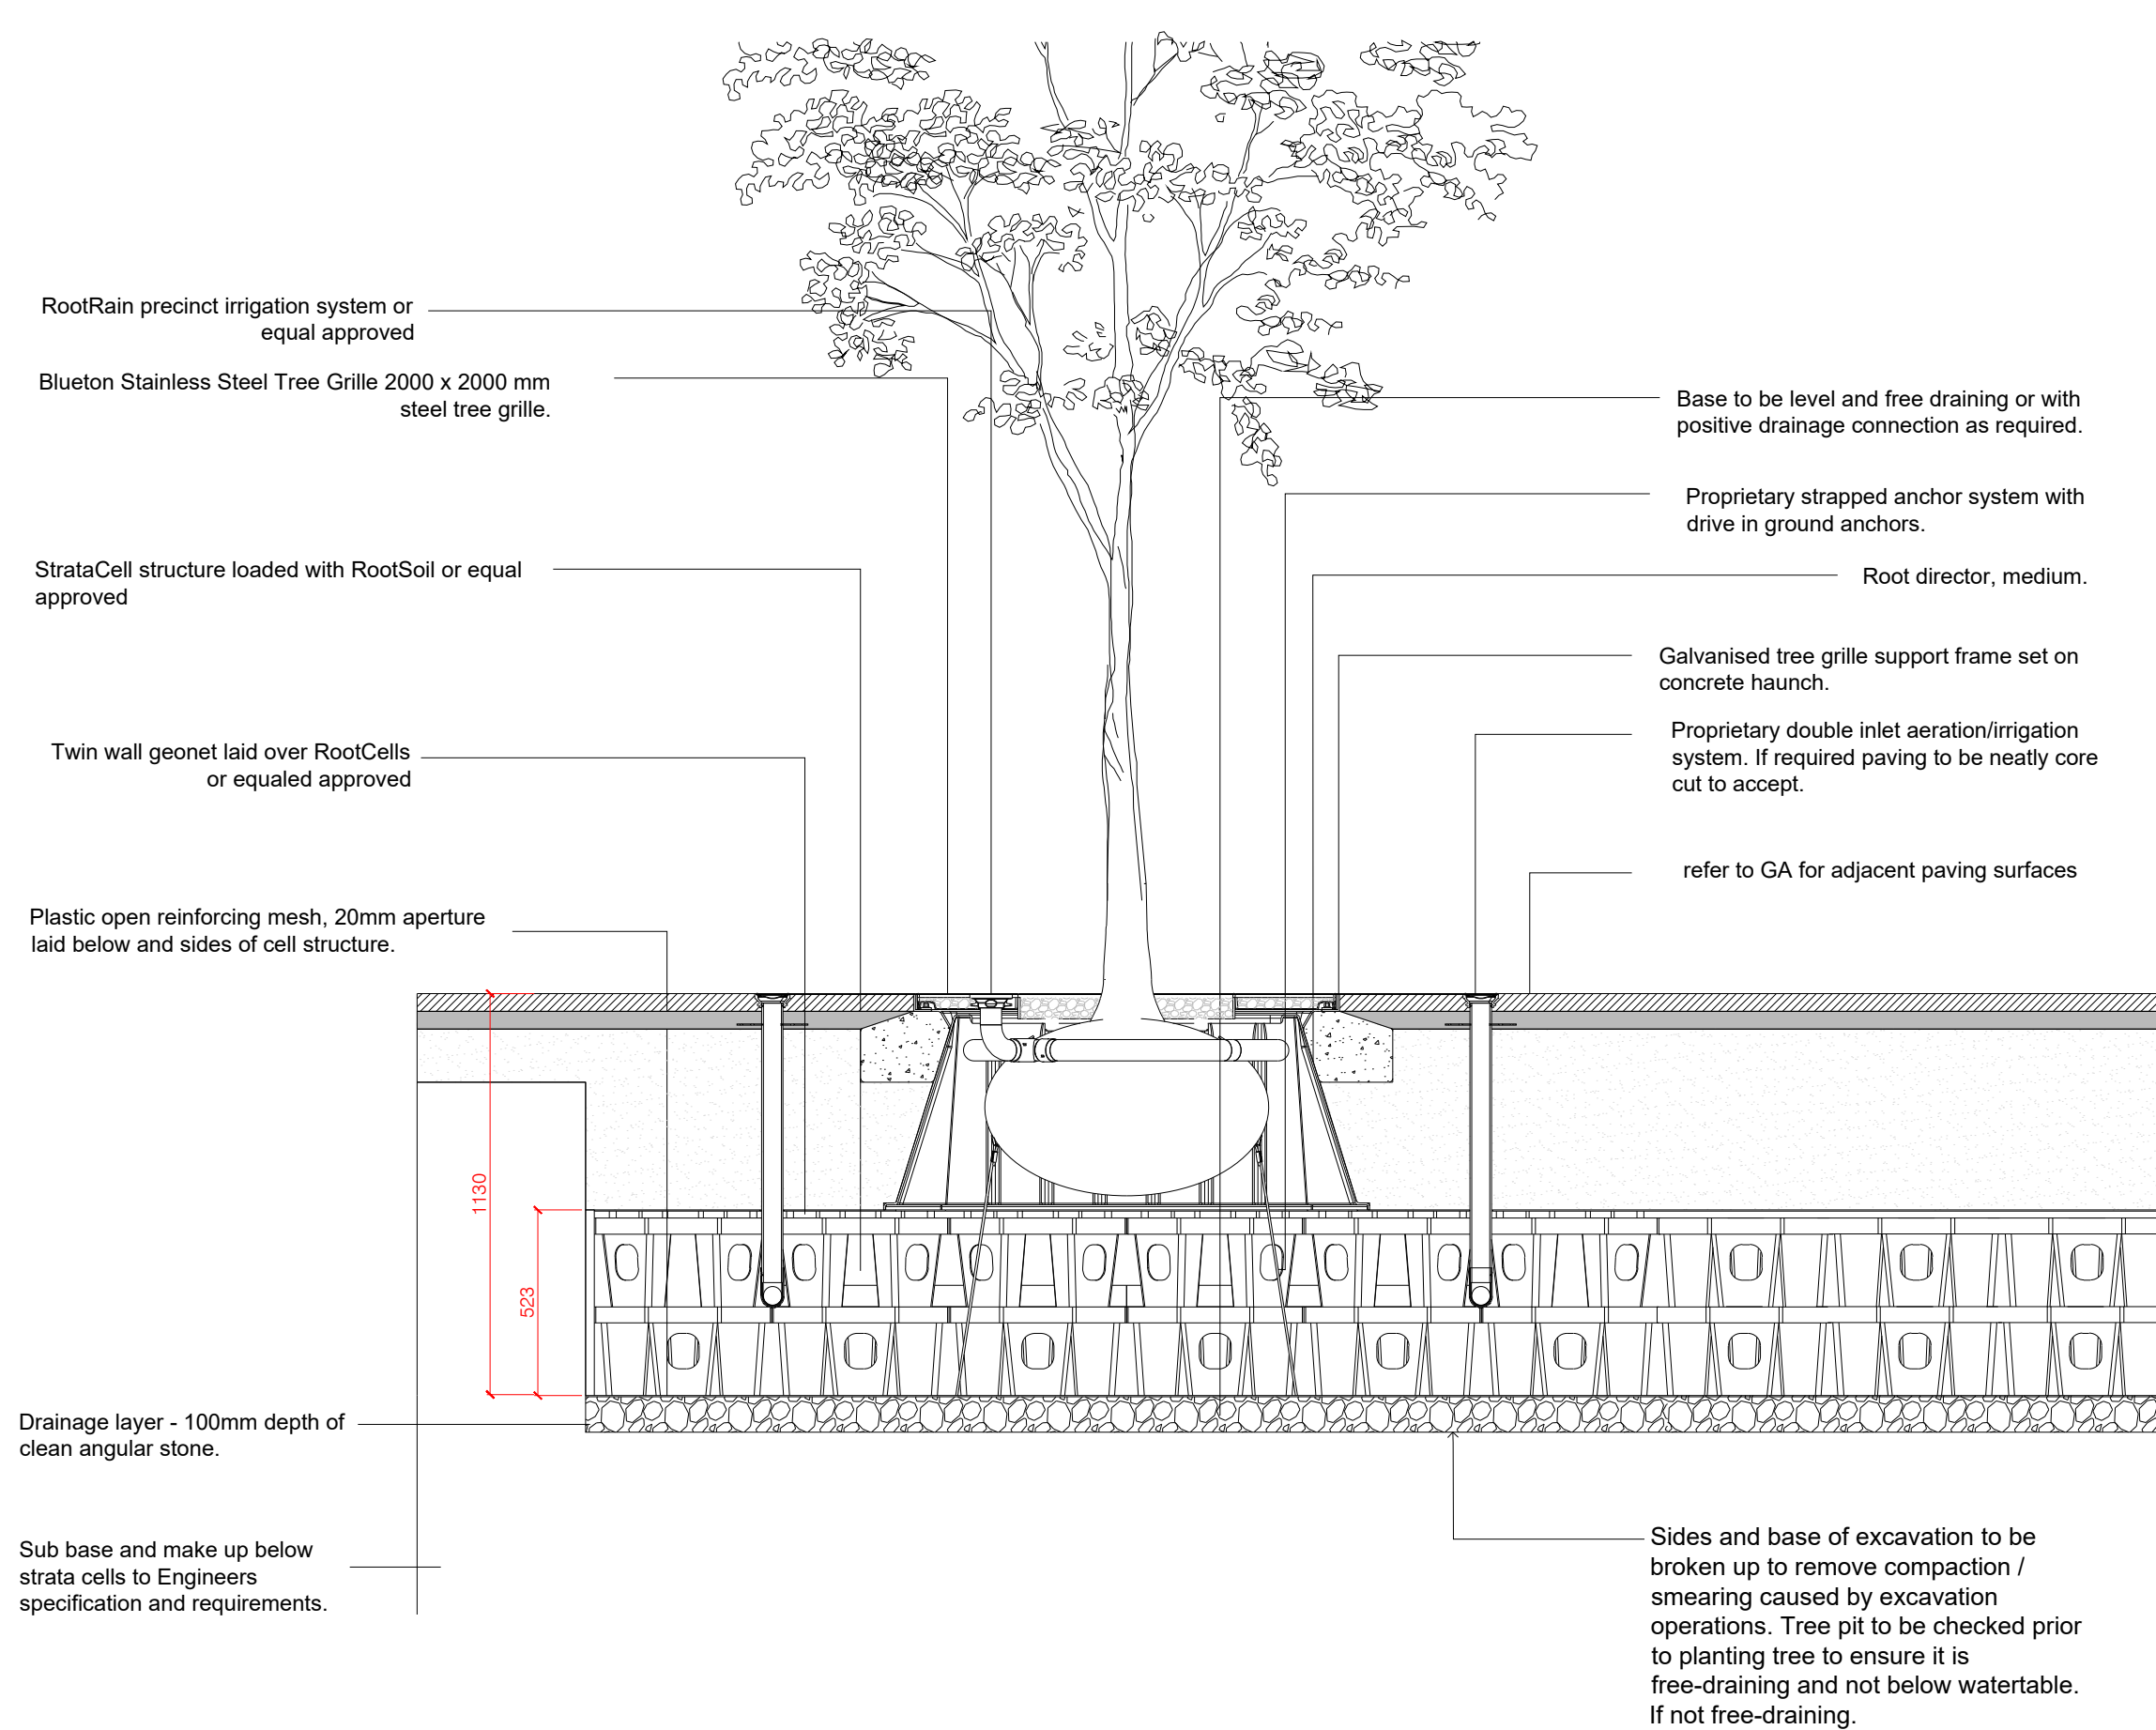 RootRain precinct irrigation system or
equal approved
Blueton Stainless Steel Tree Grille 2000 x 2000 mm
steel tree grille.
StrataCell structure loaded with RootSoil or equal
approved
Twin wall geonet laid over RootCells
or equaled approved
Plastic open reinforcing mesh, 20mm aperture
laid below and sides of cell structure.
Drainage layer - 100mm depth of
clean angular stone.
Sub base and make up below
strata cells to Engineers
specification and requirements.
1130
523
Base to be level and free draining or with
positive drainage connection as required.
Proprietary strapped anchor system with
drive in ground anchors.
Root director, medium.
Galvanised tree grille support frame set on
concrete haunch.
Proprietary double inlet aeration/irrigation
system. If required paving to be neatly core
cut to accept.
refer to GA for adjacent paving surfaces
Sides and base of excavation to be
broken up to remove compaction /
smearing caused by excavation
operations. Tree pit to be checked prior
to planting tree to ensure it is
free-draining and not below watertable.
If not free-draining.